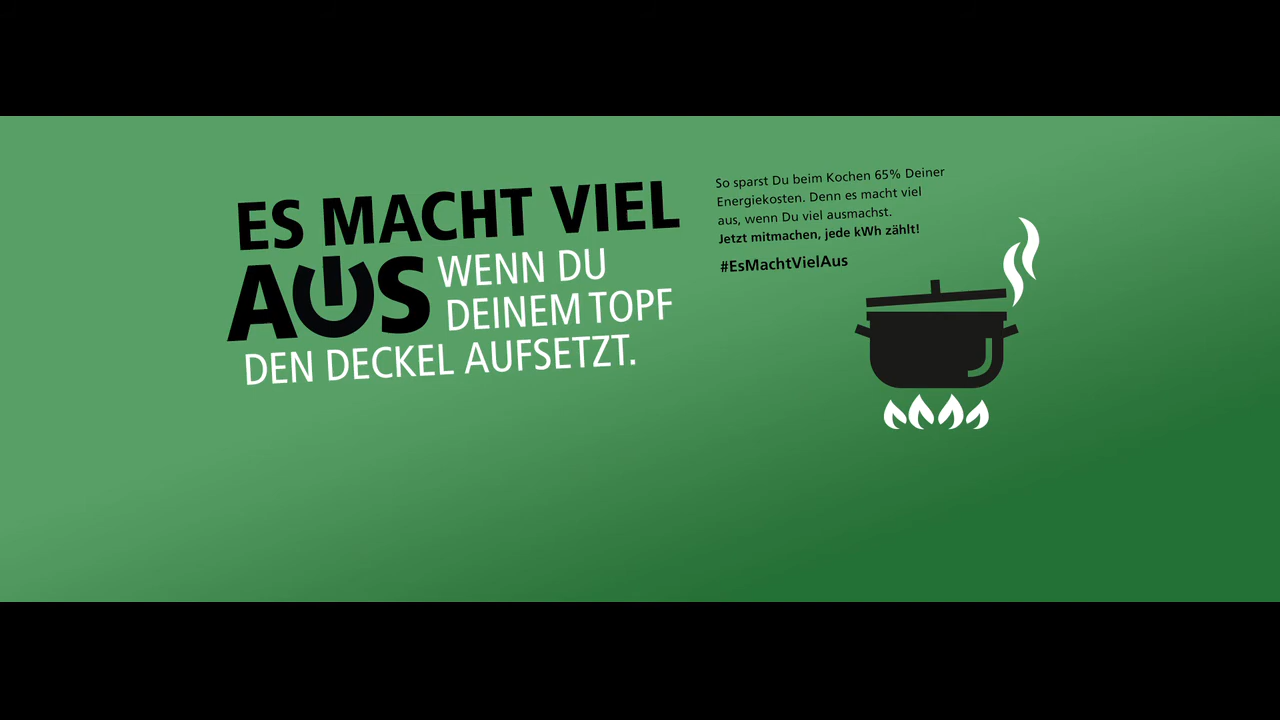 ES MACHT VIEL
AUS WENN DU
DEINEM TOPF
DEN DECKEL AUFSETZT.
So sparst Du beim Kochen 65% Deiner
Energiekosten. Denn es macht viel
aus, wenn Du viel ausmachst.
Jetzt mitmachen, jede kWh zählt!
#EsMachtVielAus